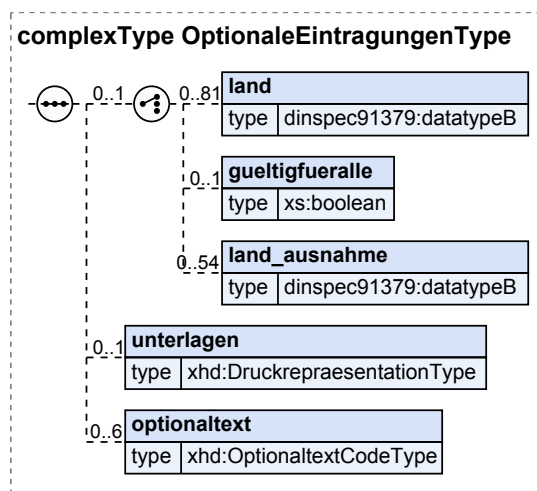 complexType OptionaleEintragungenType
0..1
0..81
land
type dinspec91379:datatypeB
0..1
gueltigfueralle
type xs:boolean
0..54
land_ausnahme
type dinspec91379:datatypeB
0..1
unterlagen
type xhd:DruckrepraesentationType
0..6
optionaltext
type xhd:OptionaltextCodeType